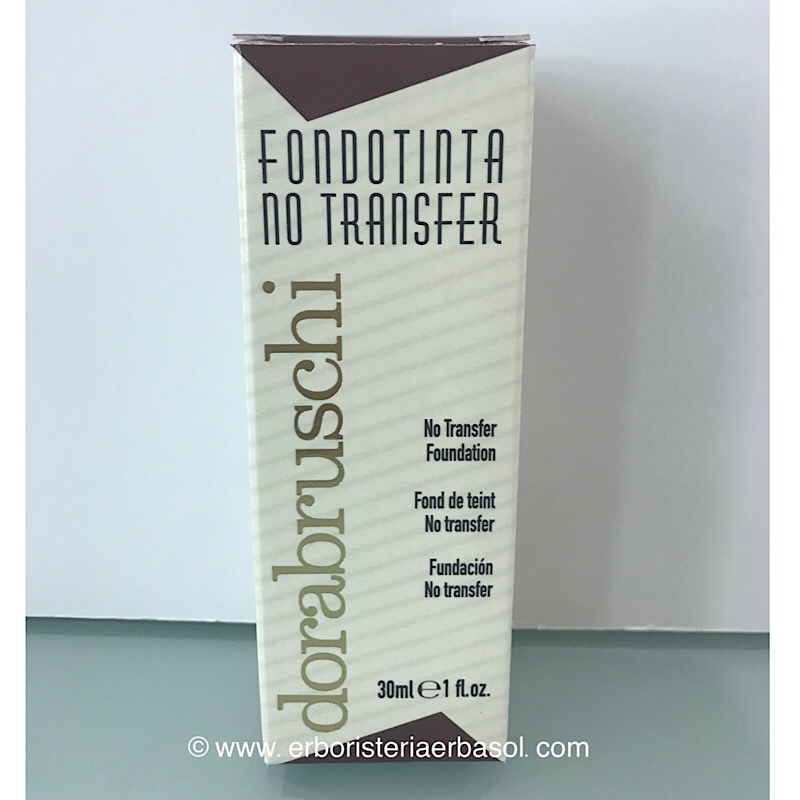 FONDOTINTA
NO TRANSFER
dorabruschi
No Transfer
Foundation
Fond de teint
No transfer
Fundación
No transfer
30ml ℮ 1 fl.oz.
© www. erboristeriaerbasol. com